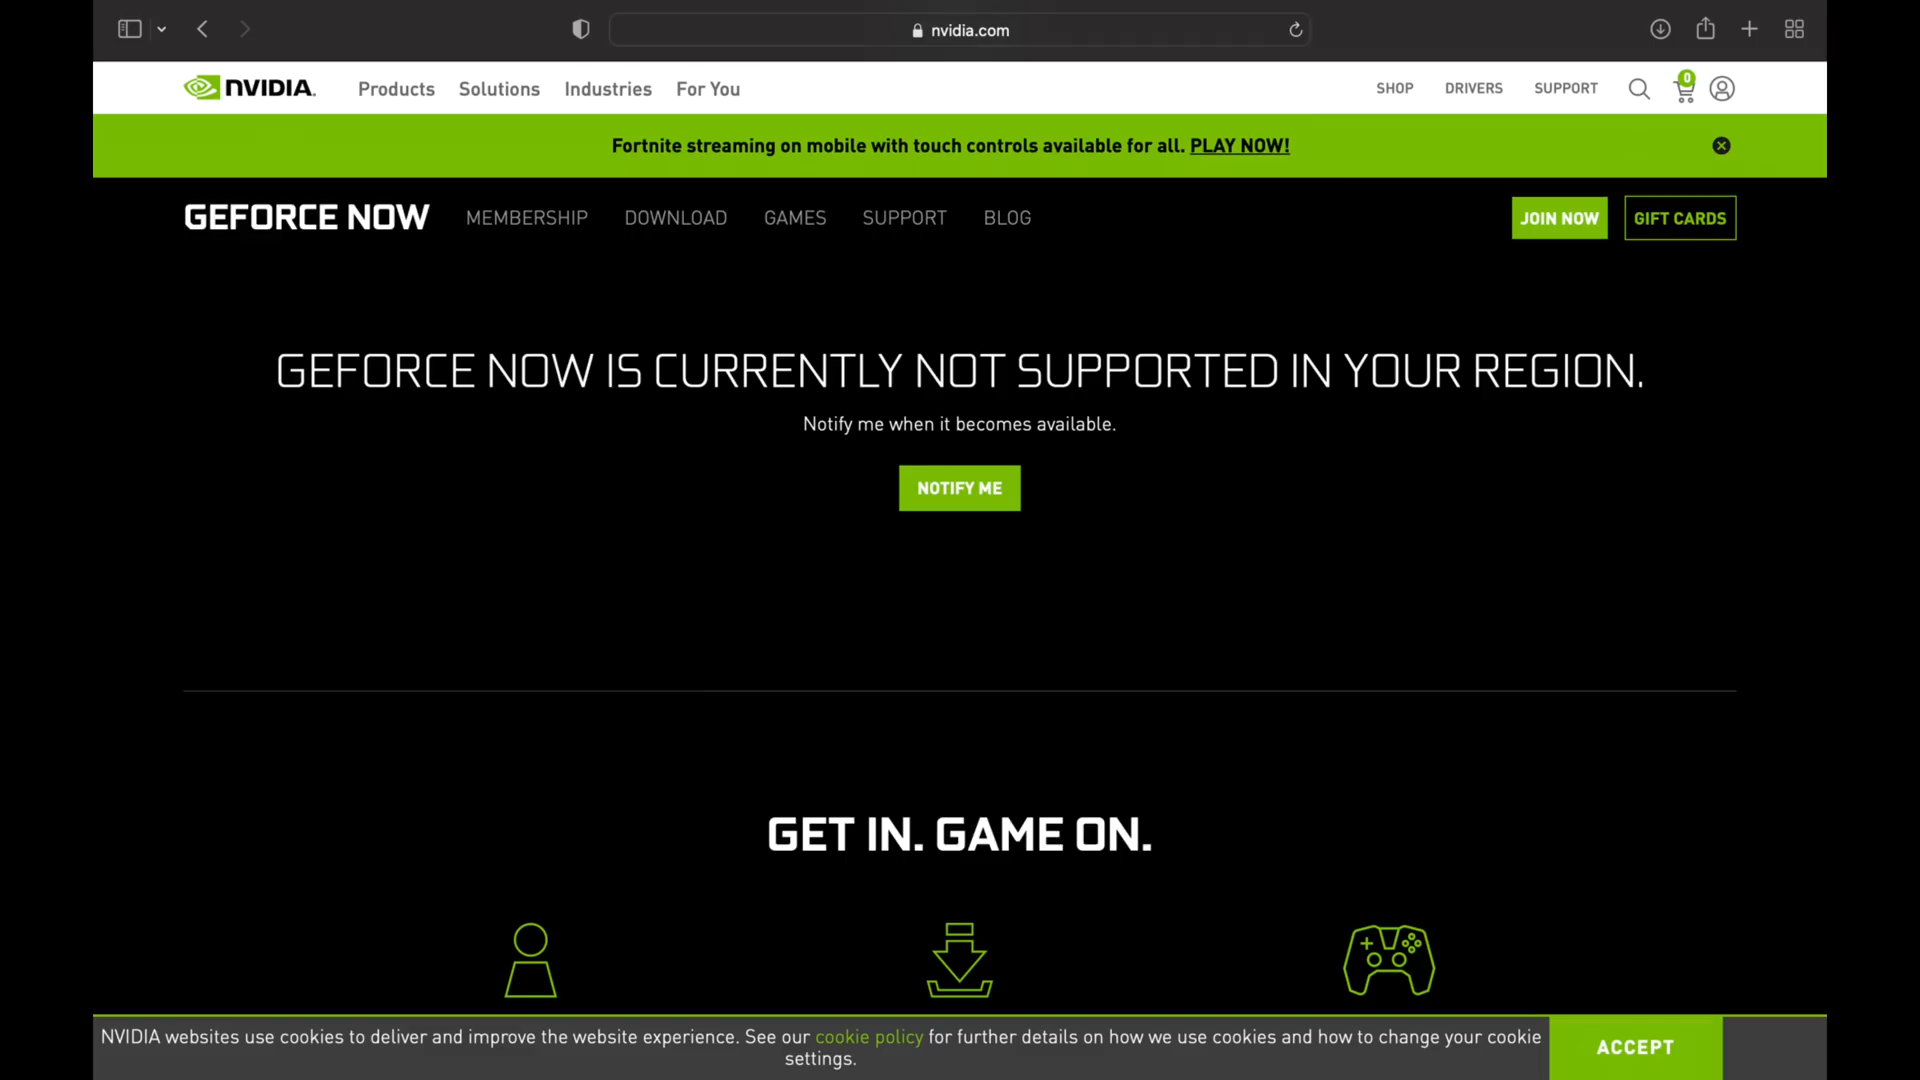 nvidia.com
NVIDIA.
Products Solutions Industries For You
SHOP DRIVERS SUPPORT 0
Fortnite streaming on mobile with touch controls available for all. PLAY NOW!
GEFORCE NOW MEMBERSHIP DOWNLOAD GAMES SUPPORT BLOG
JOIN NOW GIFT CARDS
GEFORCE NOW IS CURRENTLY NOT SUPPORTED IN YOUR REGION.
Notify me when it becomes available.
NOTIFY ME
GET IN. GAME ON.
NVIDIA websites use cookies to deliver and improve the website experience. See our cookie policy for further details on how we use cookies and how to change your cookie
settings.
ACCEPT